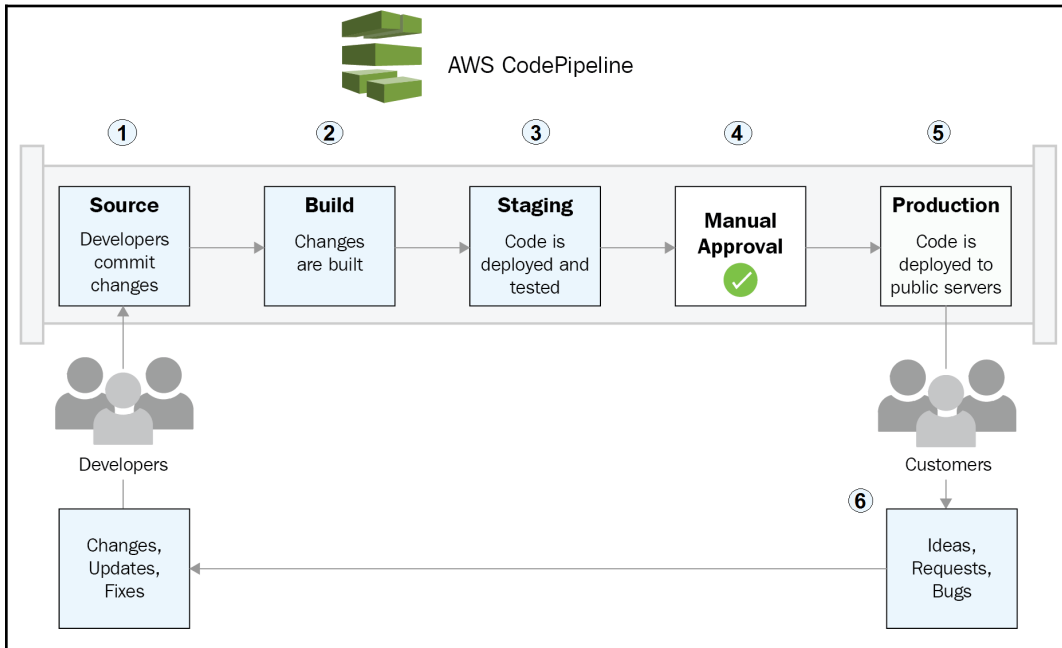 AWS CodePipeline
1
2
3
4
5
Source
Developers
commit
changes
Build
Changes
are built
Staging
Code is
deployed and
tested
Manual
Approval
Production
Code is
deployed to
public servers
Developers
Customers
6
Changes,
Updates,
Fixes
Ideas,
Requests,
Bugs